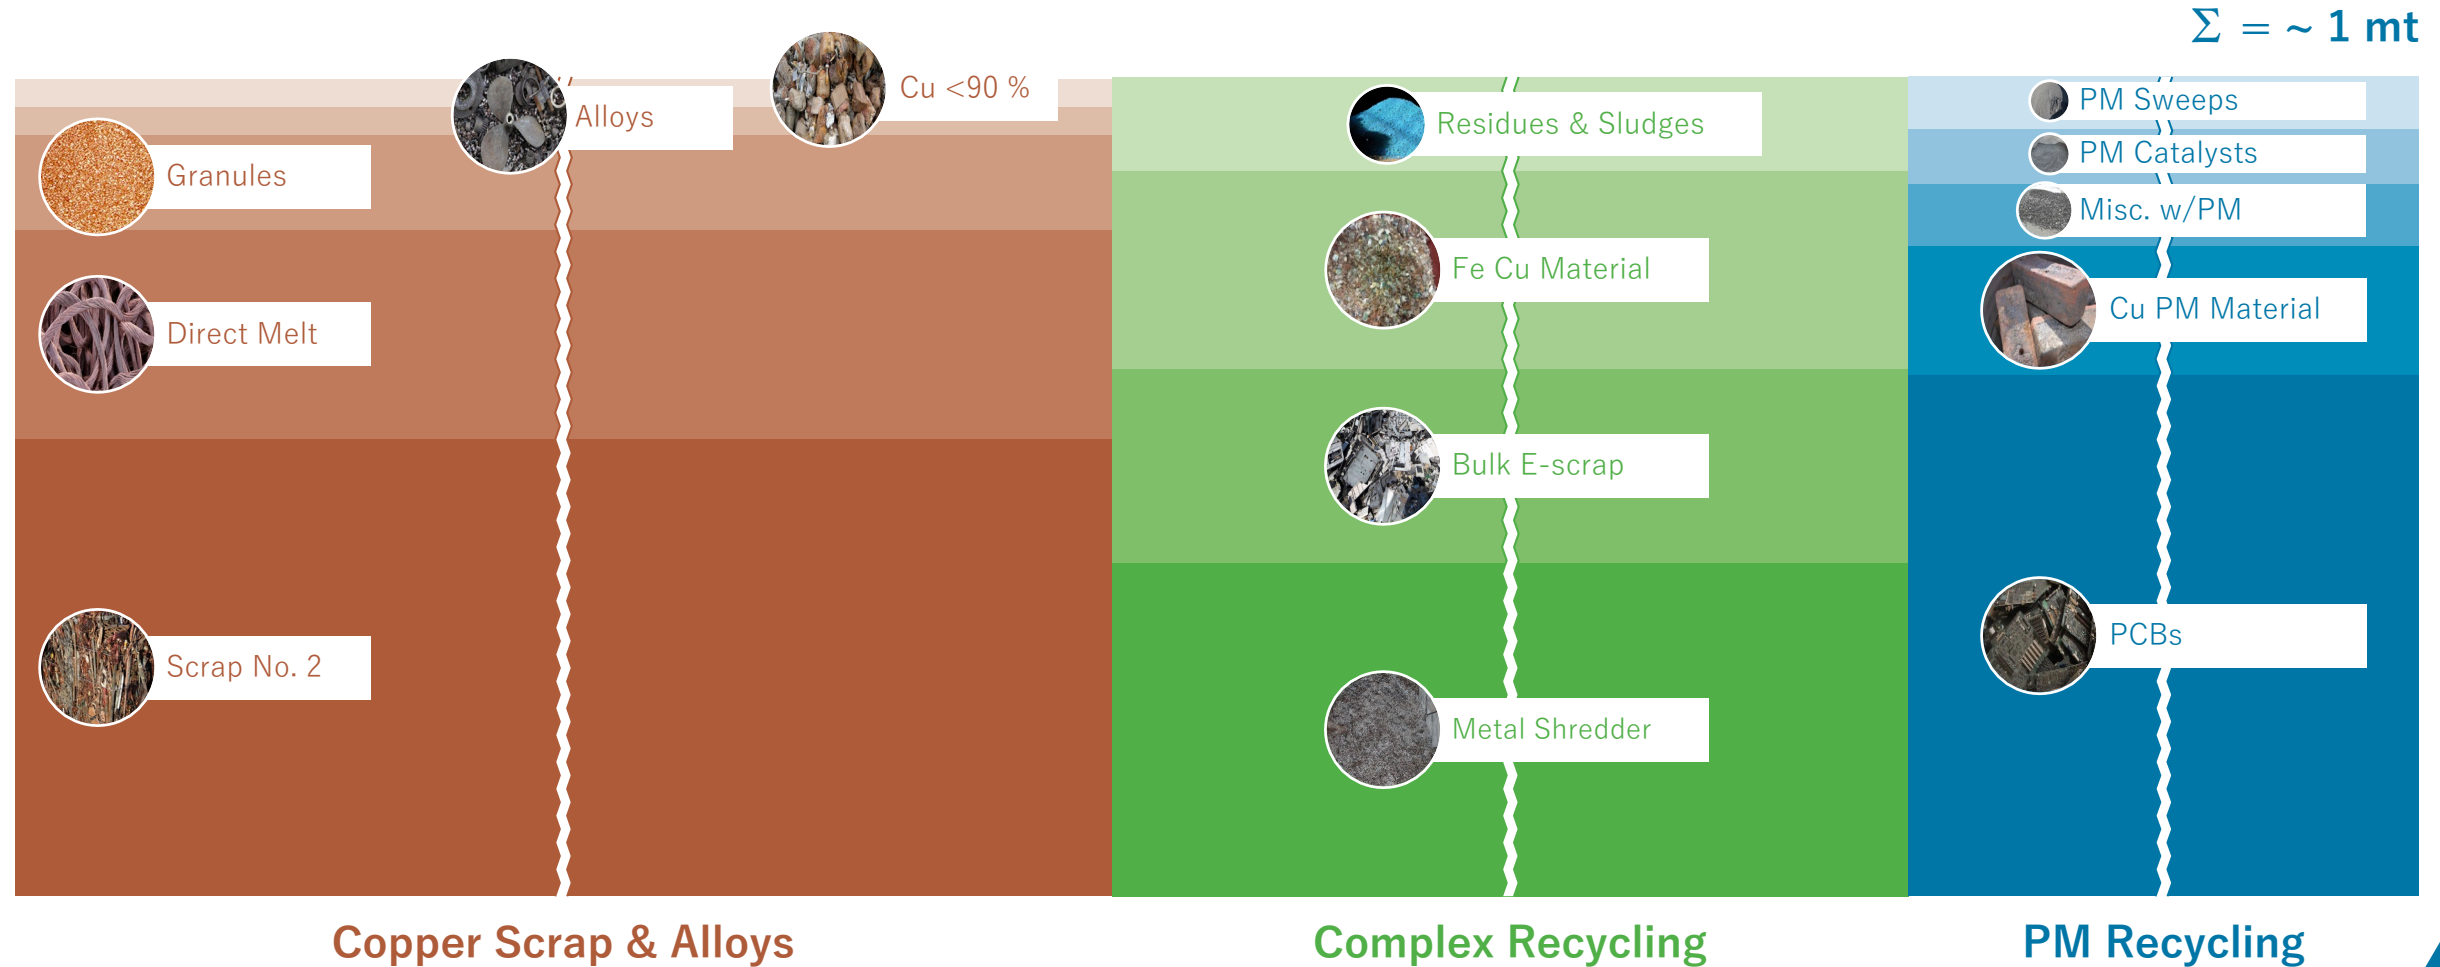 Σ = ~ 1 mt
Alloys
Cu <90 %
Granules
Direct Melt
Scrap No. 2
Residues & Sludges
Fe Cu Material
Bulk E-scrap
Metal Shredder
PM Sweeps
PM Catalysts
Misc. w/PM
Cu PM Material
PCBs
Copper Scrap & Alloys
Complex Recycling
PM Recycling